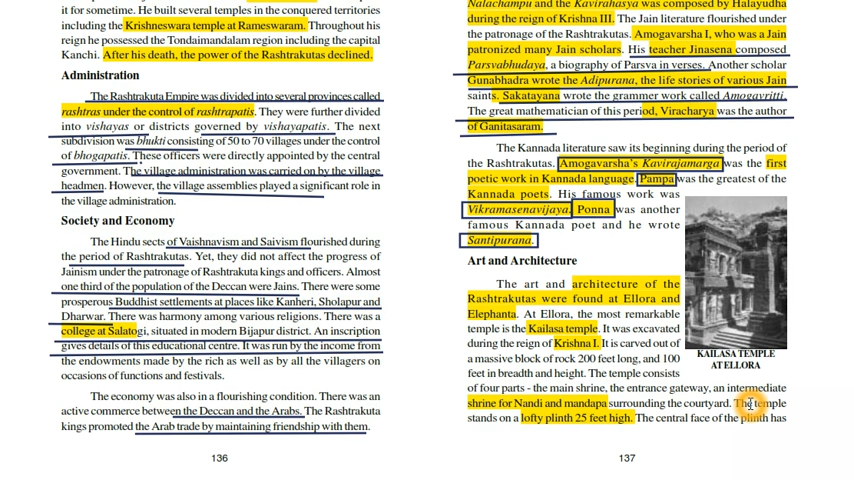 it for sometime. He built several temples in the conquered territories
including the Krishneswara temple at Rameswaram. Throughout his
reign he possessed the Tondaimandalam region including the capital
Kanchi. After his death, the power of the Rashtrakutas declined.
Administration
The Rashtrakuta Empire was divided into several provinces called
rashtras under the control of rashtrapatis. They were further divided
into vishayas or districts governed by vishayapatis. The next
subdivision was bhukti consisting of 50 to 70 villages under the control
of bhogapatis. These officers were directly appointed by the central
government. The village administration was carried on by the village
headmen. However, the village assemblies played a significant role in
the village administration.
Society and Economy
The Hindu sects of Vaishnavism and Saivism flourished during
the period of Rashtrakutas. Yet, they did not affect the progress of
Jainism under the patronage of Rashtrakuta kings and officers. Almost
one third of the population of the Deccan were Jains. There were some
prosperous Buddhist settlements at places like Kanheri, Sholapur and
Dharwar. There was harmony among various religions. There was a
college at Salatogi, situated in modern Bijapur district. An inscription
gives details of this educational centre. It was run by the income from
the endowments made by the rich as well as by all the villagers on
occasions of functions and festivals.
The economy was also in a flourishing condition. There was an
active commerce between the Deccan and the Arabs. The Rashtrakuta
kings promoted the Arab trade by maintaining friendship with them.
136
Nalachampu and the Kavirahasya was composed by Halayudha
during the reign of Krishna III. The Jain literature flourished under
the patronage of the Rashtrakutas. Amogavarsha I, who was a Jain
patronized many Jain scholars. His teacher Jinasena composed
Parsvabhudaya, a biography of Parsva in verses. Another scholar
Gunabhadra wrote the Adipurana, the life stories of various Jain
saints. Sakatayana wrote the grammer work called Amogavritti.
The great mathematician of this period, Viracharya was the author
of Ganitasaram.
The Kannada literature saw its beginning during the period of
the Rashtrakutas. Amogavarsha's Kavirajamarga was the first
poetic work in Kannada language. Pampa was the greatest of the
Kannada poets. His famous work was
Vikramasenavijaya. Ponna was another
famous Kannada poet and he wrote
Santipurana.
Art and Architecture
The art and architecture of the
Rashtrakutas were found at Ellora and
Elephanta. At Ellora, the most remarkable
temple is the Kailasa temple. It was excavated
during the reign of Krishna I. It is carved out of
a massive block of rock 200 feet long, and 100
feet in breadth and height. The temple consists
of four parts - the main shrine, the entrance gateway, an intermediate
shrine for Nandi and mandapa surrounding the courtyard. The temple
stands on a lofty plinth 25 feet high. The central face of the plinth has
KAILASA TEMPLE
AT ELLORA
137